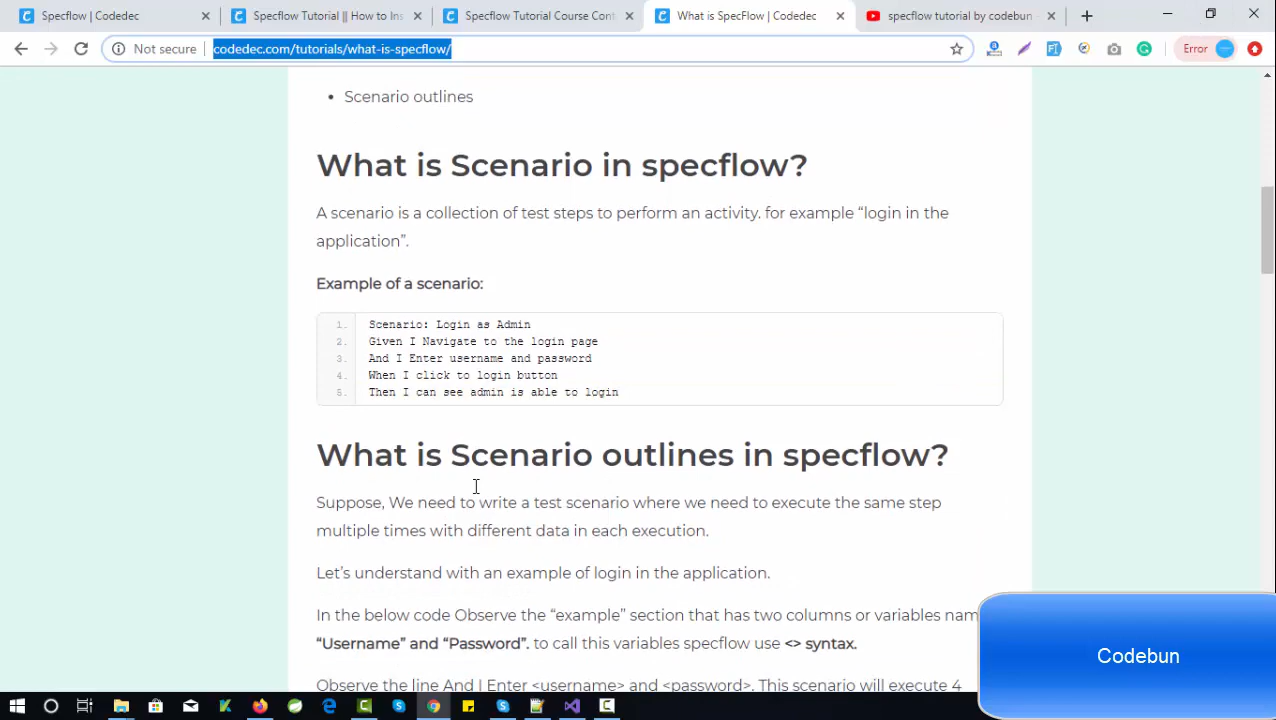 Specflow | Codedec
Specflow Tutorial || How to Ins
Specflow Tutorial Course Cont
What is SpecFlow | Codedec
specflow tutorial by codebun -
Not secure
codedec.com/tutorials/what-is-specflow/
Error
• Scenario outlines
What is Scenario in specflow?
A scenario is a collection of test steps to perform an activity. for example “login in the
application”.
Example of a scenario:
1. Scenario: Login as Admin
2. Given I Navigate to the login page
3. And I Enter username and password
4. When I click to login button
5. Then I can see admin is able to login
What is Scenario outlines in specflow?
Suppose, We need to write a test scenario where we need to execute the same step
multiple times with different data in each execution.
Let’s understand with an example of login in the application.
In the below code Observe the “example” section that has two columns or variables nam
“Username” and “Password”. to call this variables specflow use <> syntax.
Observe the line And I Enter <username> and <password>. This scenario will execute 4
Codebun